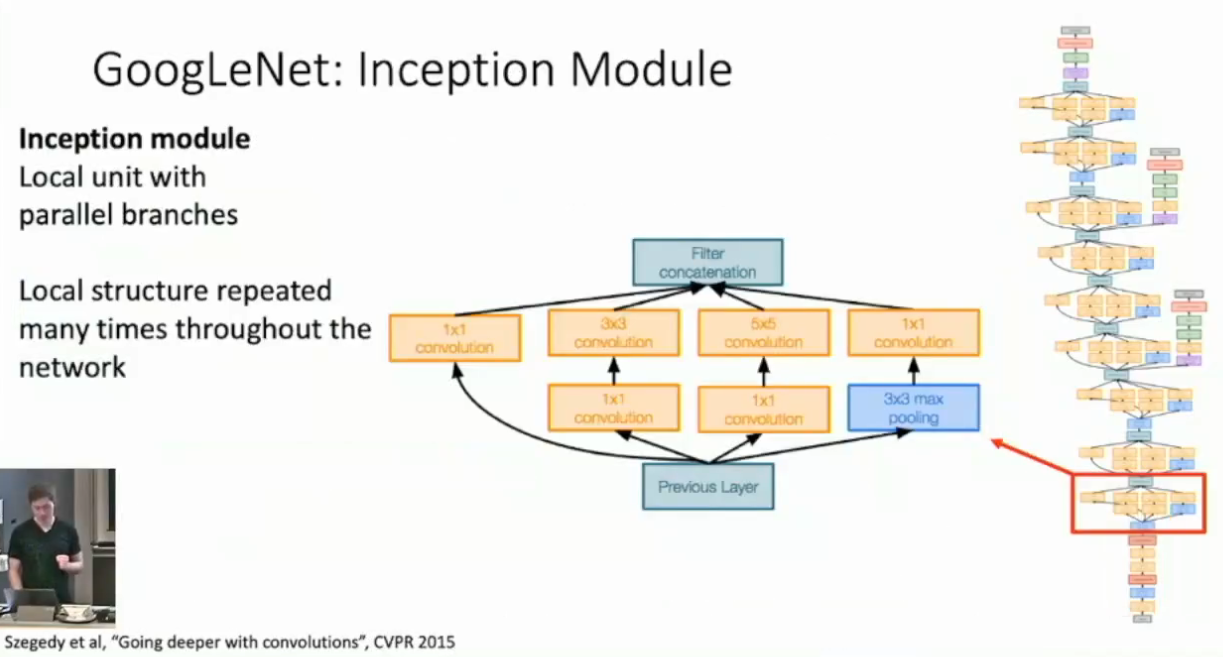 GoogLeNet: Inception Module
Inception module
Local unit with
parallel branches
Local structure repeated
many times throughout the
network
Filter
concatenation
1x1
convolution
3x3
convolution
5x5
convolution
1x1
convolution
1x1
convolution
1x1
convolution
3x3 max
pooling
Previous Layer
Szegedy et al, “Going deeper with convolutions”, CVPR 2015